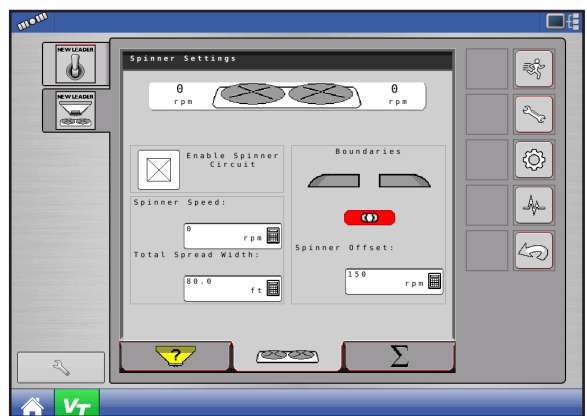 NEW LEADER
NEW LEADER
Spinner Settings
0
rpm
0
rpm
Enable Spinner
Circuit
Spinner Speed:
0
rpm
Total Spread Width:
80.0
ft
Boundaries
Spinner Offset:
150
rpm
?
Σ
VT